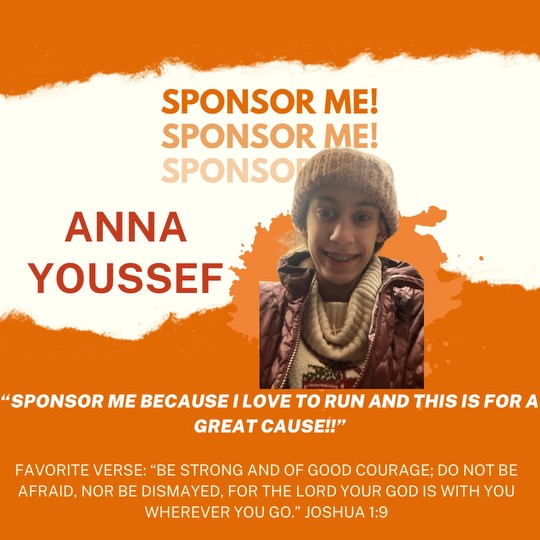 SPONSOR ME!
SPONSOR ME!
SPONSOR
ANNA
YOUSSEF
“SPONSOR ME BECAUSE I LOVE TO RUN AND THIS IS FOR A
GREAT CAUSE!!”
FAVORITE VERSE: “BE STRONG AND OF GOOD COURAGE; DO NOT BE
AFRAID, NOR BE DISMAYED, FOR THE LORD YOUR GOD IS WITH YOU
WHEREVER YOU GO.” JOSHUA 1:9